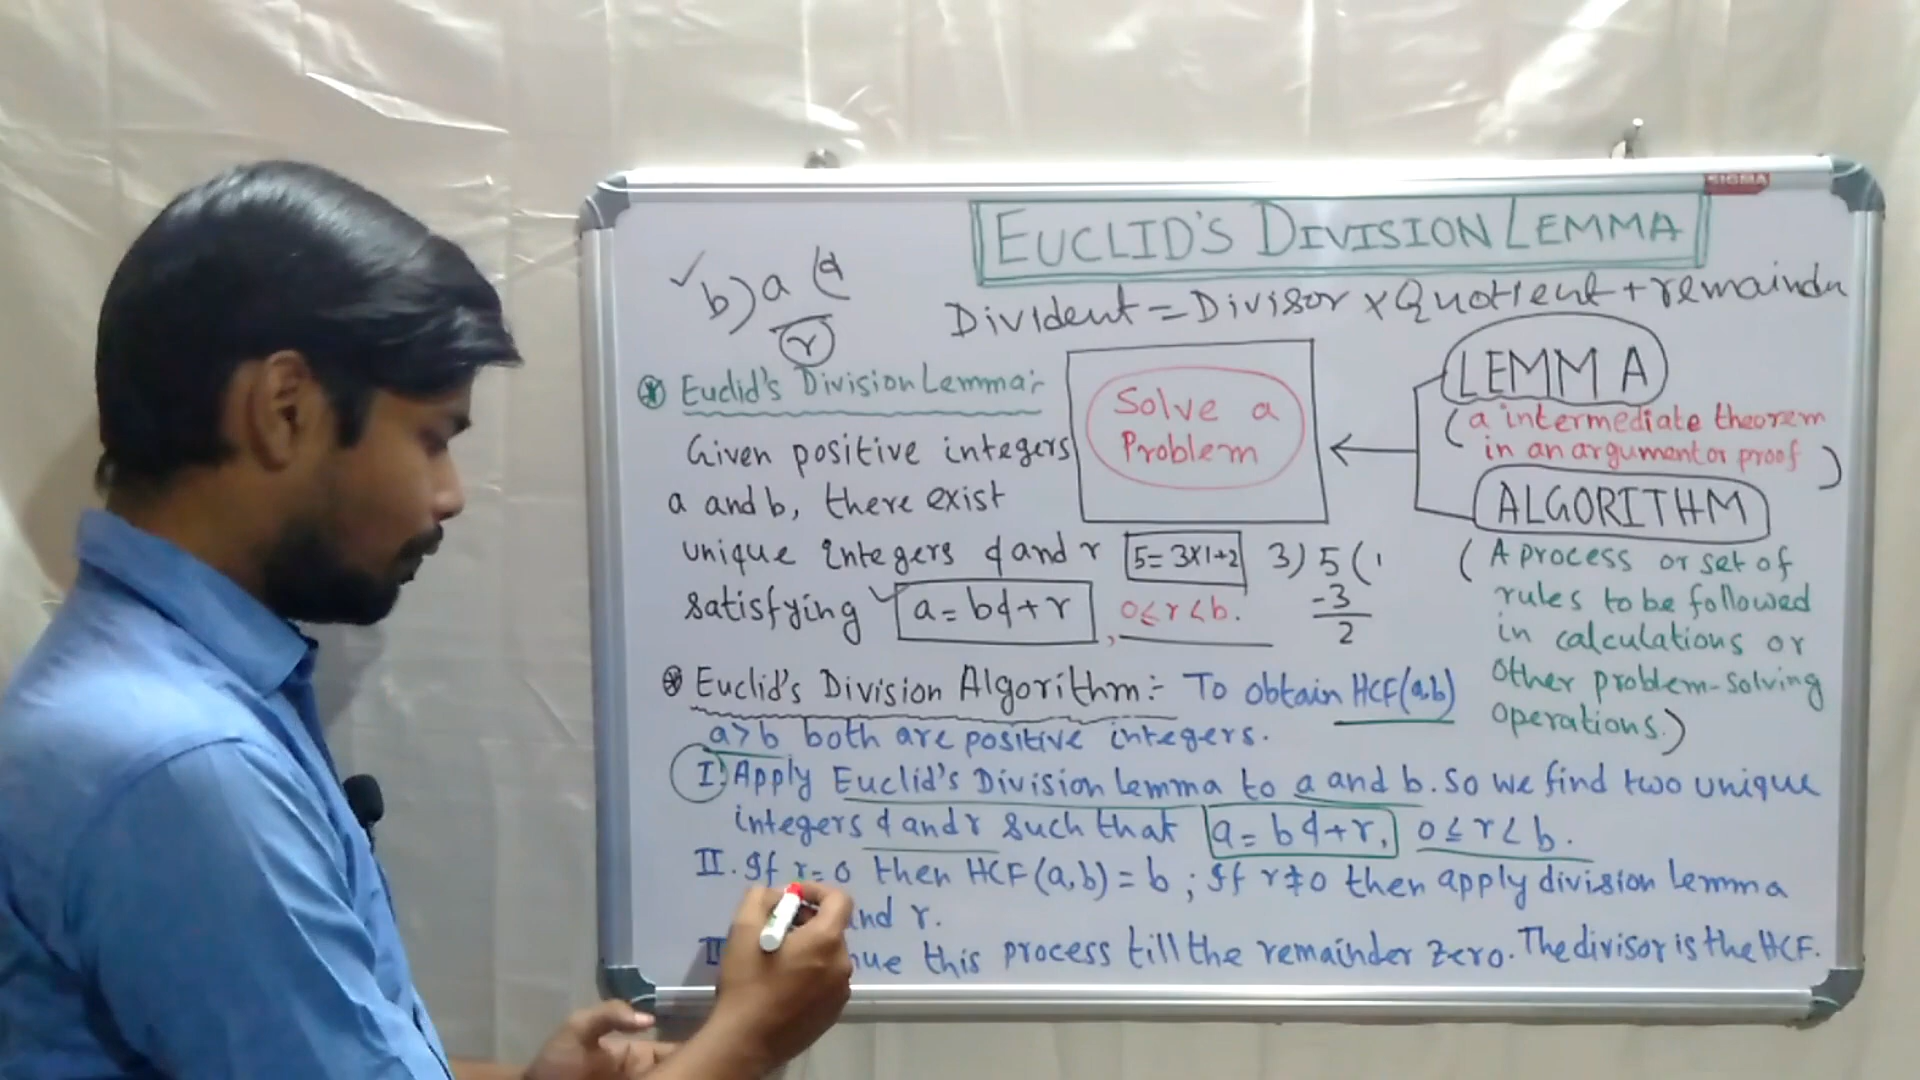 SIGMA
EUCLID'S DIVISION LEMMA
b) a (q
r
Divident = Divisor × Quotient + remainder
Euclid's Division Lemma:-
Given positive integers
a and b, there exist
unique integers q and r
satisfying a = bq + r , 0 ≤ r < b.
Solve a
Problem
5 = 3×1+2
3) 5 (1
-3
2
LEMMA
(a intermediate theorem
in an argument or proof)
ALGORITHM
(A process or set of
rules to be followed
in calculations or
other problem-solving
operations.)
Euclid's Division Algorithm:- To obtain HCF(a,b)
a>b both are positive integers.
I. Apply Euclid's Division lemma to a and b. So we find two unique
integers q and r such that a = bq + r, 0 ≤ r < b.
II. If r = 0 then HCF(a,b) = b ; If r ≠ 0 then apply division lemma
and r.
this process till the remainder zero. The divisor is the HCF.